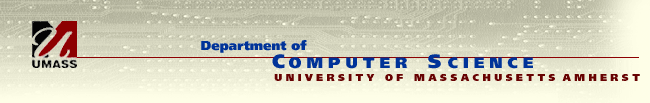 UMASS
Department of
COMPUTER SCIENCE
UNIVERSITY OF MASSACHUSETTS AMHERST